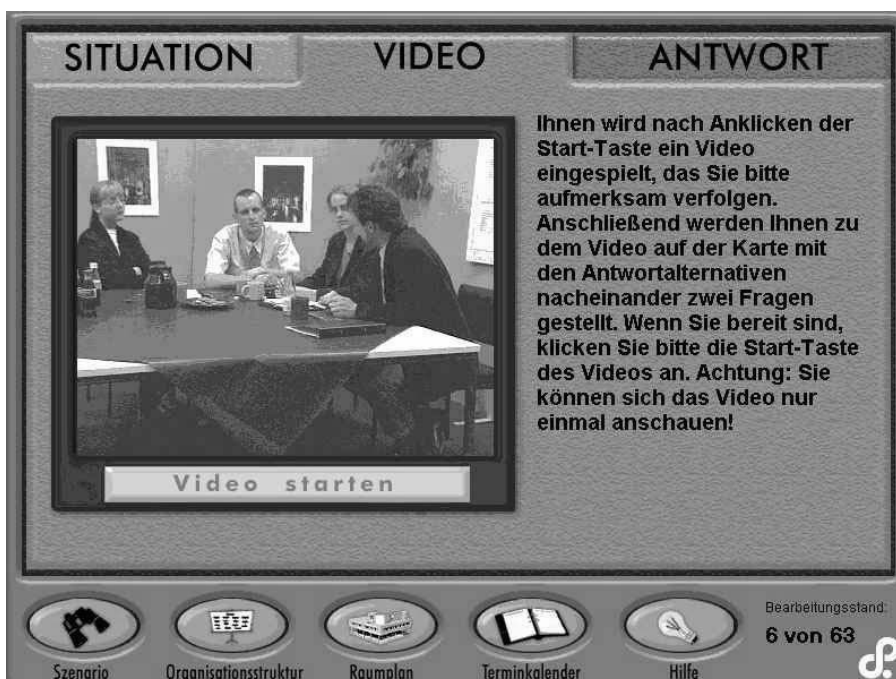 SITUATION
VIDEO
ANTWORT
Ihnen wird nach Anklicken der
Start-Taste ein Video
eingespielt, das Sie bitte
aufmerksam verfolgen.
Anschließend werden Ihnen zu
dem Video auf der Karte mit
den Antwortalternativen
nacheinander zwei Fragen
gestellt. Wenn Sie bereit sind,
klicken Sie bitte die Start-Taste
des Videos an. Achtung: Sie
können sich das Video nur
einmal anschauen!
Video starten
Szenario
Organisationsstruktur
Raumplan
Terminkalender
Hilfe
Bearbeitungsstand:
6 von 63